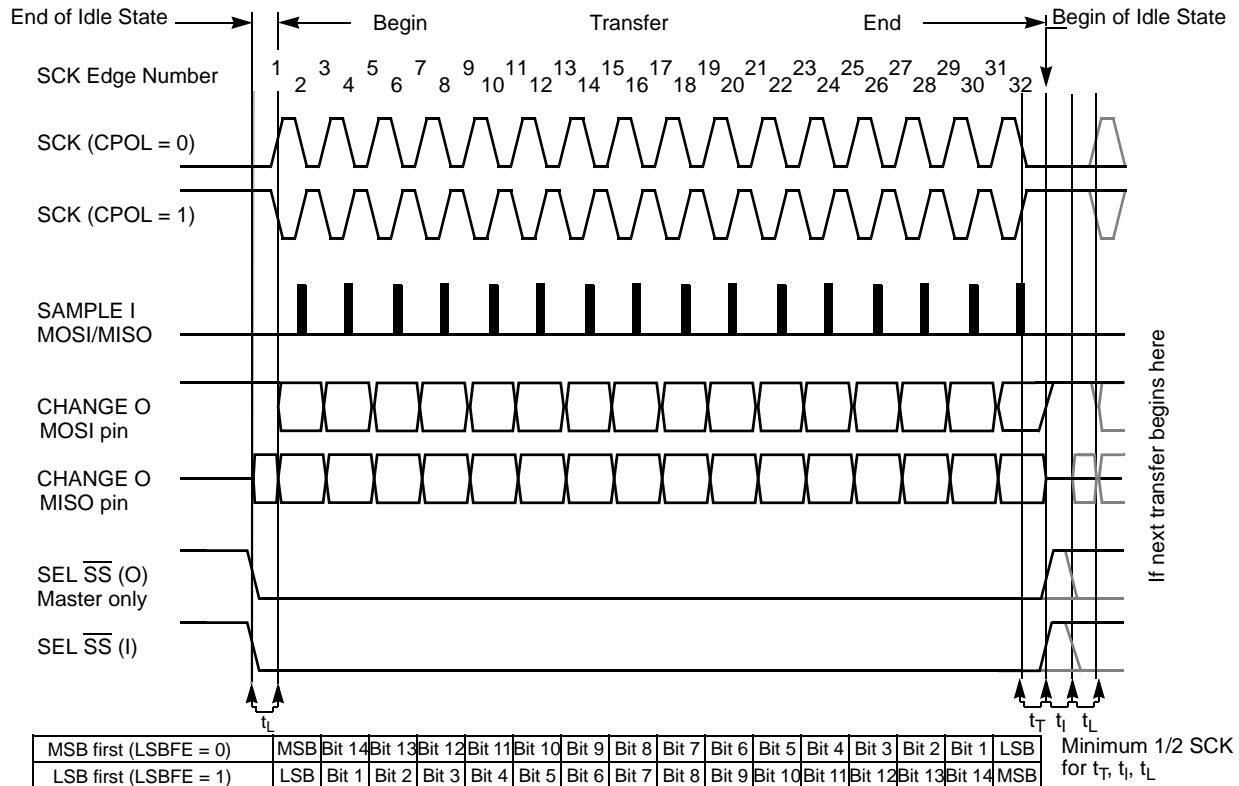 End of Idle State
Begin
Transfer
End
Begin of Idle State
SCK Edge Number
1 2 3 4 5 6 7 8 9 10 11 12 13 14 15 16 17 18 19 20 21 22 23 24 25 26 27 28 29 30 31 32
SCK (CPOL = 0)
SCK (CPOL = 1)
SAMPLE I
MOSI/MISO
CHANGE O
MOSI pin
CHANGE O
MISO pin
SEL SS (O)
Master only
SEL SS (I)
If next transfer begins here
tL
tT tI tL
MSB first (LSBFE = 0) MSB Bit 14 Bit 13 Bit 12 Bit 11 Bit 10 Bit 9 Bit 8 Bit 7 Bit 6 Bit 5 Bit 4 Bit 3 Bit 2 Bit 1 LSB
LSB first (LSBFE = 1) LSB Bit 1 Bit 2 Bit 3 Bit 4 Bit 5 Bit 6 Bit 7 Bit 8 Bit 9 Bit 10 Bit 11 Bit 12 Bit 13 Bit 14 MSB
Minimum 1/2 SCK
for tT, tI, tL